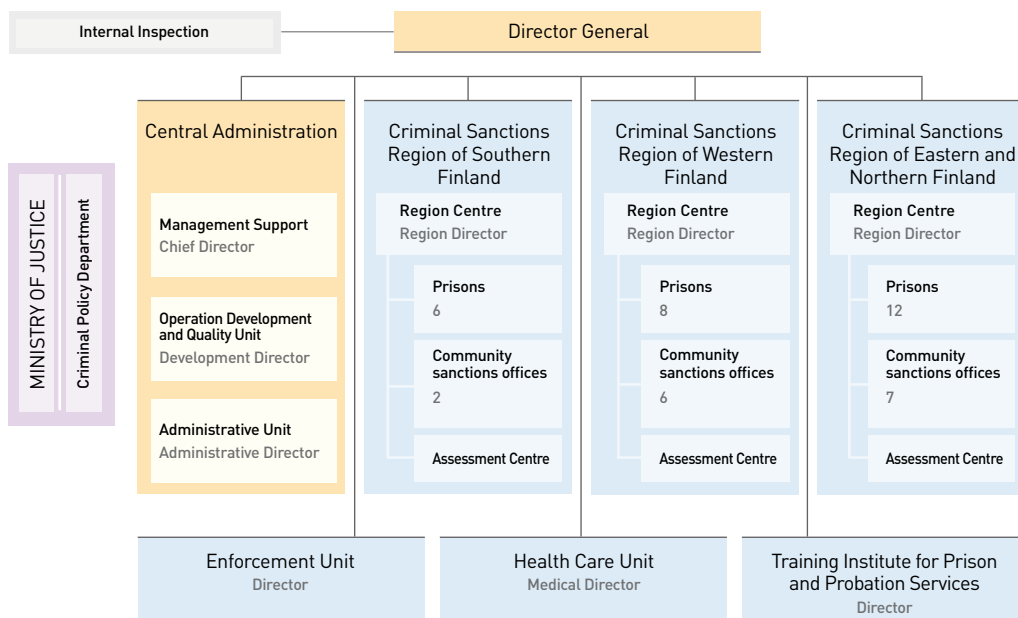 Internal Inspection
Director General
MINISTRY OF JUSTICE
Criminal Policy Department
Central Administration
Management Support
Chief Director
Operation Development
and Quality Unit
Development Director
Administrative Unit
Administrative Director
Criminal Sanctions
Region of Southern
Finland
Region Centre
Region Director
Prisons
6
Community
sanctions offices
2
Assessment Centre
Criminal Sanctions
Region of Western
Finland
Region Centre
Region Director
Prisons
8
Community
sanctions offices
6
Assessment Centre
Criminal Sanctions
Region of Eastern and
Northern Finland
Region Centre
Region Director
Prisons
12
Community
sanctions offices
7
Assessment Centre
Enforcement Unit
Director
Health Care Unit
Medical Director
Training Institute for Prison
and Probation Services
Director